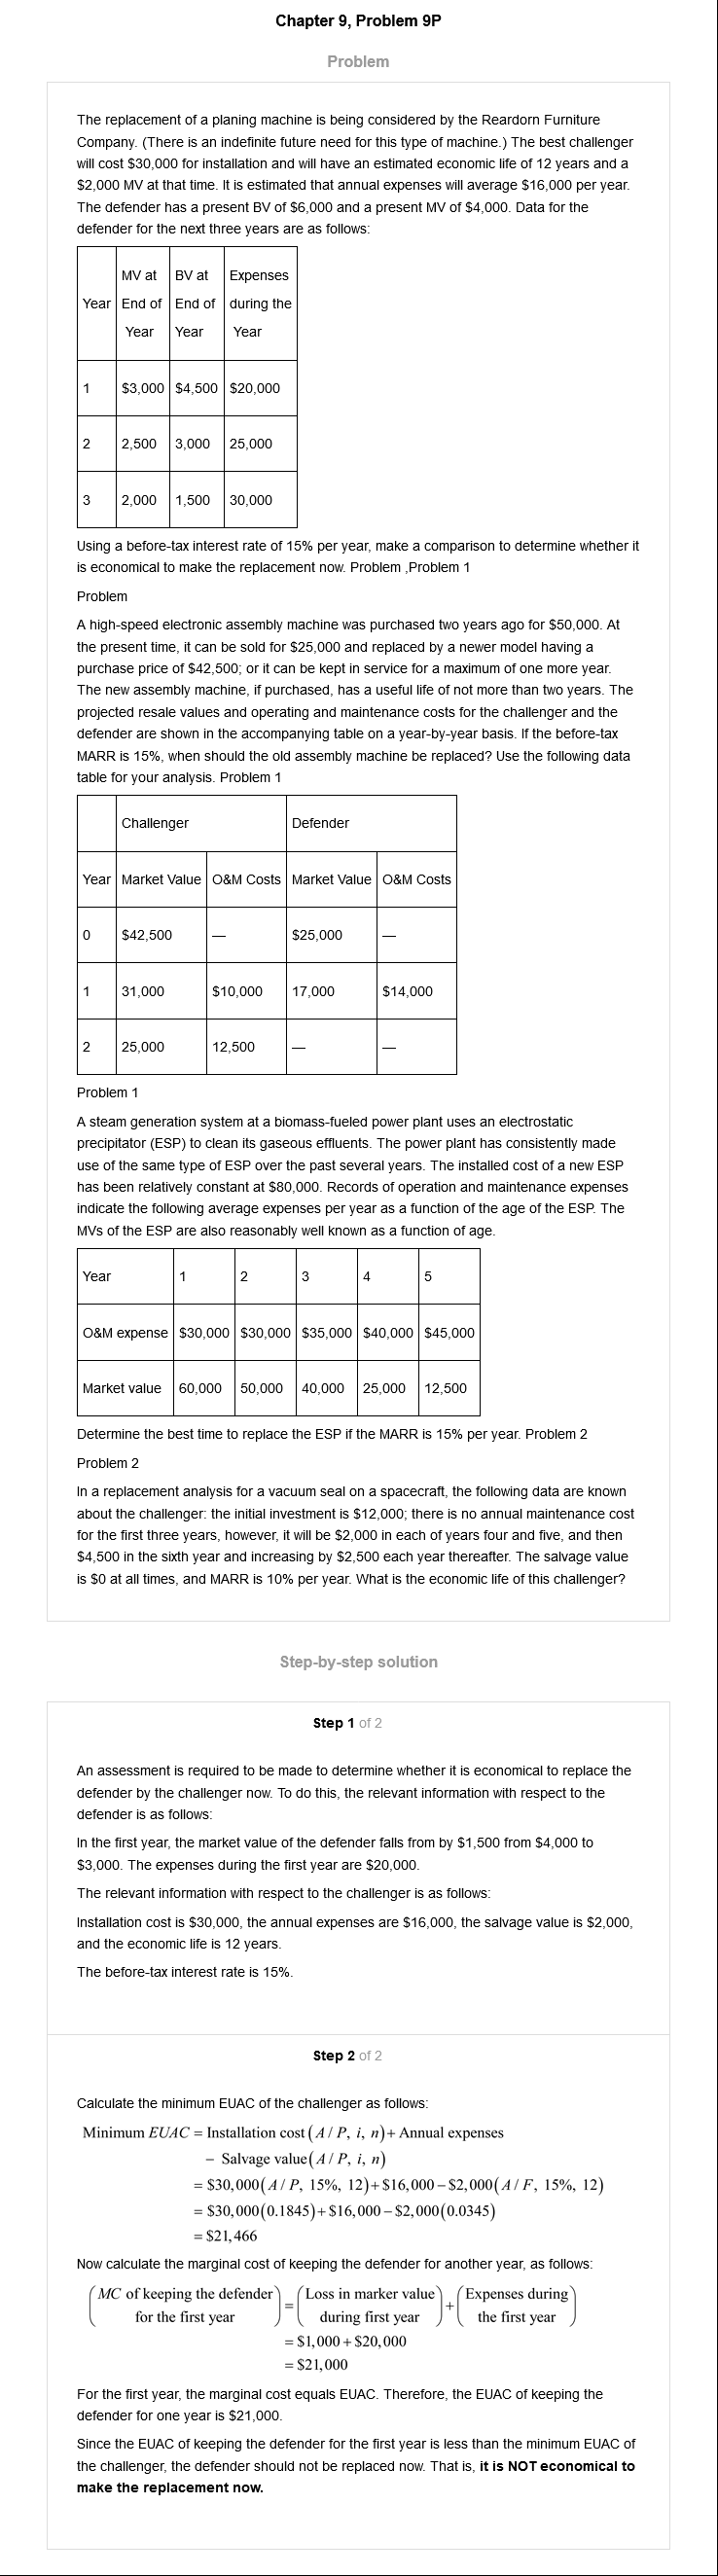 Chapter 9, Problem 9P
Problem
The replacement of a planing machine is being considered by the Reardorn Furniture
Company. (There is an indefinite future need for this type of machine.) The best challenger
will cost $30,000 for installation and will have an estimated economic life of 12 years and a
$2,000 MV at that time. It is estimated that annual expenses will average $16,000 per year.
The defender has a present BV of $6,000 and a present MV of $4,000. Data for the
defender for the next three years are as follows:
MV at BV at Expenses
Year End of End of during the
Year Year Year
1 $3,000 $4,500 $20,000
2 2,500 3,000 25,000
3 2,000 1,500 30,000
Using a before-tax interest rate of 15% per year, make a comparison to determine whether it
is economical to make the replacement now. Problem ,Problem 1
Problem
A high-speed electronic assembly machine was purchased two years ago for $50,000. At
the present time, it can be sold for $25,000 and replaced by a newer model having a
purchase price of $42,500; or it can be kept in service for a maximum of one more year.
The new assembly machine, if purchased, has a useful life of not more than two years. The
projected resale values and operating and maintenance costs for the challenger and the
defender are shown in the accompanying table on a year-by-year basis. If the before-tax
MARR is 15%, when should the old assembly machine be replaced? Use the following data
table for your analysis. Problem 1
Challenger Defender
Year Market Value O&M Costs Market Value O&M Costs
0 $42,500 — $25,000 —
1 31,000 $10,000 17,000 $14,000
2 25,000 12,500 — —
Problem 1
A steam generation system at a biomass-fueled power plant uses an electrostatic
precipitator (ESP) to clean its gaseous effluents. The power plant has consistently made
use of the same type of ESP over the past several years. The installed cost of a new ESP
has been relatively constant at $80,000. Records of operation and maintenance expenses
indicate the following average expenses per year as a function of the age of the ESP. The
MVs of the ESP are also reasonably well known as a function of age.
Year 1 2 3 4 5
O&M expense $30,000 $30,000 $35,000 $40,000 $45,000
Market value 60,000 50,000 40,000 25,000 12,500
Determine the best time to replace the ESP if the MARR is 15% per year. Problem 2
Problem 2
In a replacement analysis for a vacuum seal on a spacecraft, the following data are known
about the challenger: the initial investment is $12,000; there is no annual maintenance cost
for the first three years, however, it will be $2,000 in each of years four and five, and then
$4,500 in the sixth year and increasing by $2,500 each year thereafter. The salvage value
is $0 at all times, and MARR is 10% per year. What is the economic life of this challenger?
Step-by-step solution
Step 1 of 2
An assessment is required to be made to determine whether it is economical to replace the
defender by the challenger now. To do this, the relevant information with respect to the
defender is as follows:
In the first year, the market value of the defender falls from by $1,500 from $4,000 to
$3,000. The expenses during the first year are $20,000.
The relevant information with respect to the challenger is as follows:
Installation cost is $30,000, the annual expenses are $16,000, the salvage value is $2,000,
and the economic life is 12 years.
The before-tax interest rate is 15%.
Step 2 of 2
Calculate the minimum EUAC of the challenger as follows:
Minimum EUAC = Installation cost (A / P, i, n) + Annual expenses
− Salvage value (A / P, i, n)
= $30,000(A / P, 15%, 12) + $16,000 − $2,000(A / F, 15%, 12)
= $30,000(0.1845) + $16,000 − $2,000(0.0345)
= $21,466
Now calculate the marginal cost of keeping the defender for another year, as follows:
(MC of keeping the defender for the first year) = (Loss in marker value during first year) + (Expenses during the first year)
= $1,000 + $20,000
= $21,000
For the first year, the marginal cost equals EUAC. Therefore, the EUAC of keeping the
defender for one year is $21,000.
Since the EUAC of keeping the defender for the first year is less than the minimum EUAC of
the challenger, the defender should not be replaced now. That is, it is NOT economical to
make the replacement now.